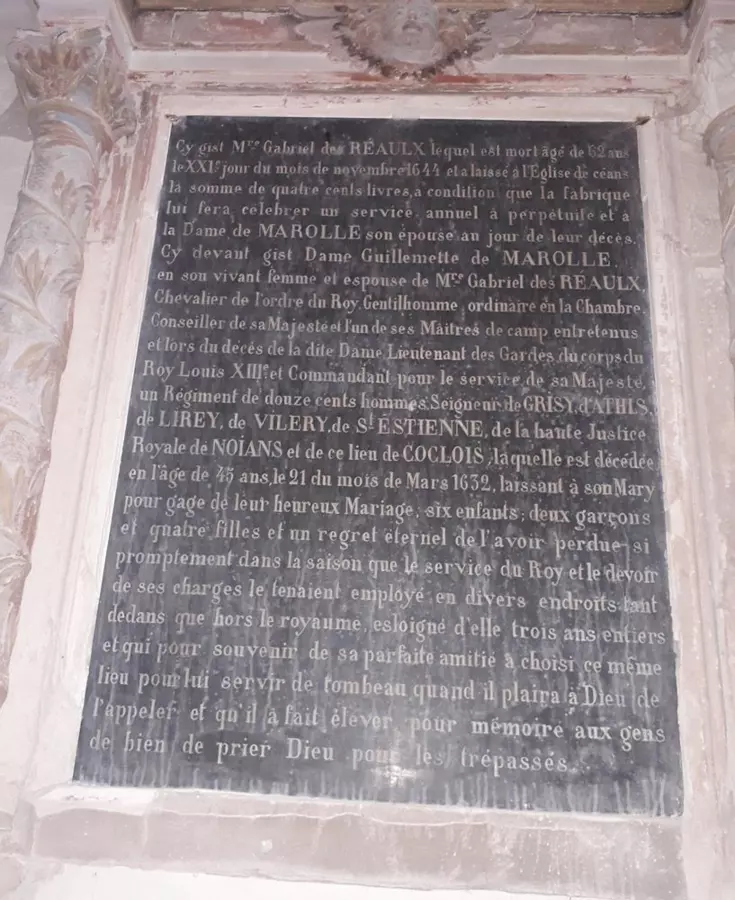 Cy gist M.re Gabriel des RÉAULX lequel est mort âgé de 62 ans
le XXI.e jour du mois de novembre 1644 et a laissé à l'Eglise de céans
la somme de quatre cents livres, à condition que la fabrique
lui fera célébrer un service annuel à perpétuité et à
la Dame de MAROLLE son épouse au jour de leur décès.
Cy devant gist Dame Guillemette de MAROLLE,
en son vivant femme et espouse de M.re Gabriel des RÉAULX,
Chevalier de l'ordre du Roy, Gentilhomme ordinaire en la Chambre,
Conseiller de sa Majesté et l'un de ses Maîtres de camp entretenus
et lors du décès de la dite Dame, Lieutenant des Gardes du corps du
Roy Louis XIII.e et Commandant pour le service de sa Majesté,
un Régiment de douze cents hommes, Seigneur de GRISY, d'ATHIS,
de LIREY, de VILERY, de S.t ESTIENNE, de la haute Justice
Royale de NOIANS et de ce lieu de COCLOIS, laquelle est décédée
en l'âge de 45 ans, le 21 du mois de Mars 1632, laissant à son Mary
pour gage de leur heureux Mariage, six enfants; deux garçons
et quatre filles et un regret éternel de l'avoir perdue si
promptement dans la saison que le service du Roy et le devoir
de ses charges le tenaient employé en divers endroits tant
dedans que hors le royaume, esloigné d'elle trois ans entiers
et qui pour souvenir de sa parfaite amitié à choisi ce même
lieu pour lui servir de tombeau quand il plaira à Dieu de
l'appeler et qu'il à fait élever pour mémoire aux gens
de bien de prier Dieu pour les trépassés.